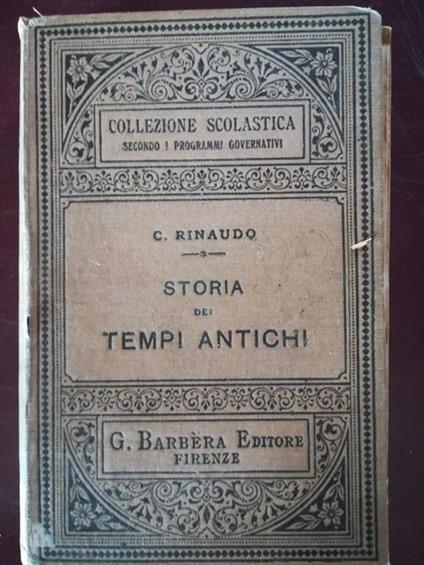 COLLEZIONE SCOLASTICA
SECONDO I PROGRAMMI GOVERNATIVI
C. RINAUDO
STORIA
DEI
TEMPI ANTICHI
G. BARBÈRA EDITORE
FIRENZE